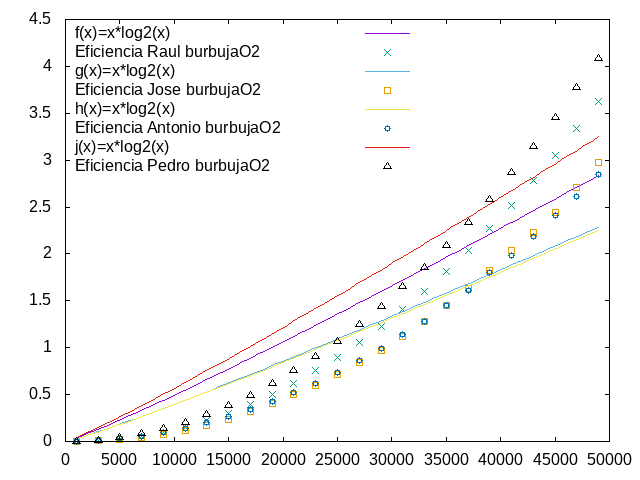 4.5
4
3.5
3
2.5
2
1.5
1
0.5
0
f(x)=x*log2(x)
Eficiencia Raul burbujaO2
g(x)=x*log2(x)
Eficiencia Jose burbujaO2
h(x)=x*log2(x)
Eficiencia Antonio burbujaO2
j(x)=x*log2(x)
Eficiencia Pedro burbujaO2
0 5000 10000 15000 20000 25000 30000 35000 40000 45000 50000